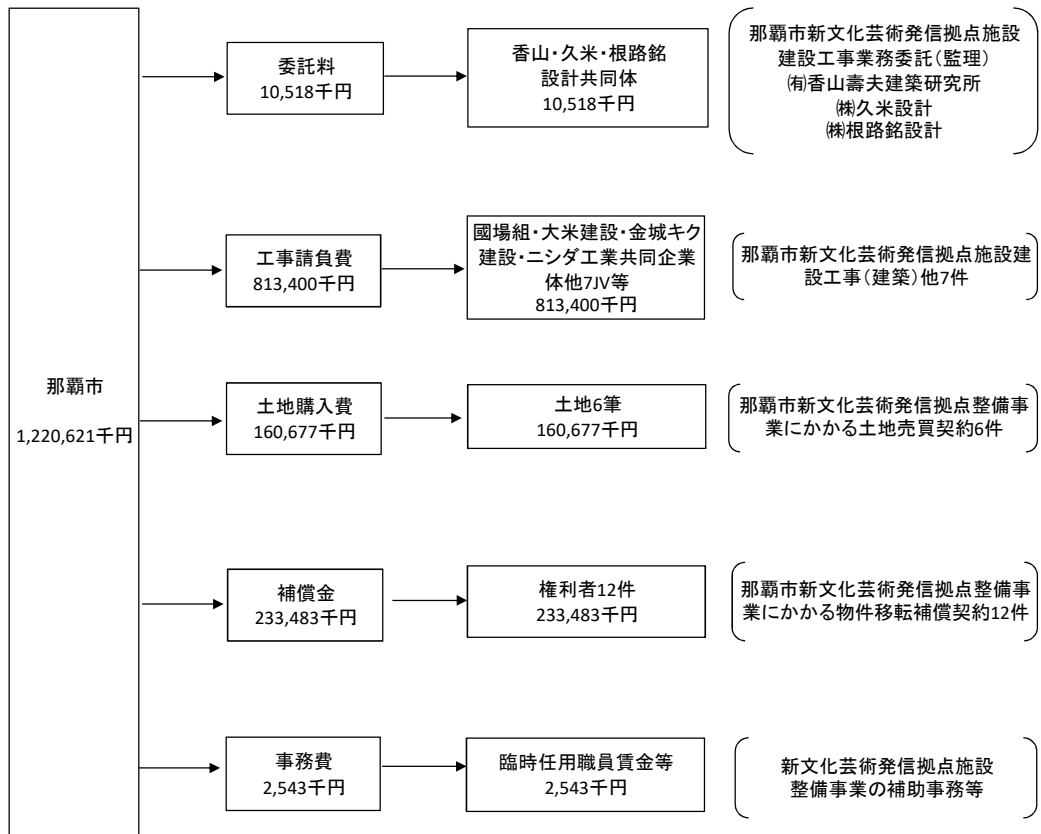 那覇市
1,220,621千円
委託料
10,518千円
香山・久米・根路銘
設計共同体
10,518千円
那覇市新文化芸術発信拠点施設
建設工事業務委託(監理)
㈲香山壽夫建築研究所
㈱久米設計
㈱根路銘設計
工事請負費
813,400千円
國場組・大米建設・金城キク
建設・ニシダ工業共同企業
体他7JV等
813,400千円
那覇市新文化芸術発信拠点施設建
設工事(建築)他7件
土地購入費
160,677千円
土地6筆
160,677千円
那覇市新文化芸術発信拠点整備事
業にかかる土地売買契約6件
補償金
233,483千円
権利者12件
233,483千円
那覇市新文化芸術発信拠点整備事
業にかかる物件移転補償契約12件
事務費
2,543千円
臨時任用職員賃金等
2,543千円
新文化芸術発信拠点施設
整備事業の補助事務等